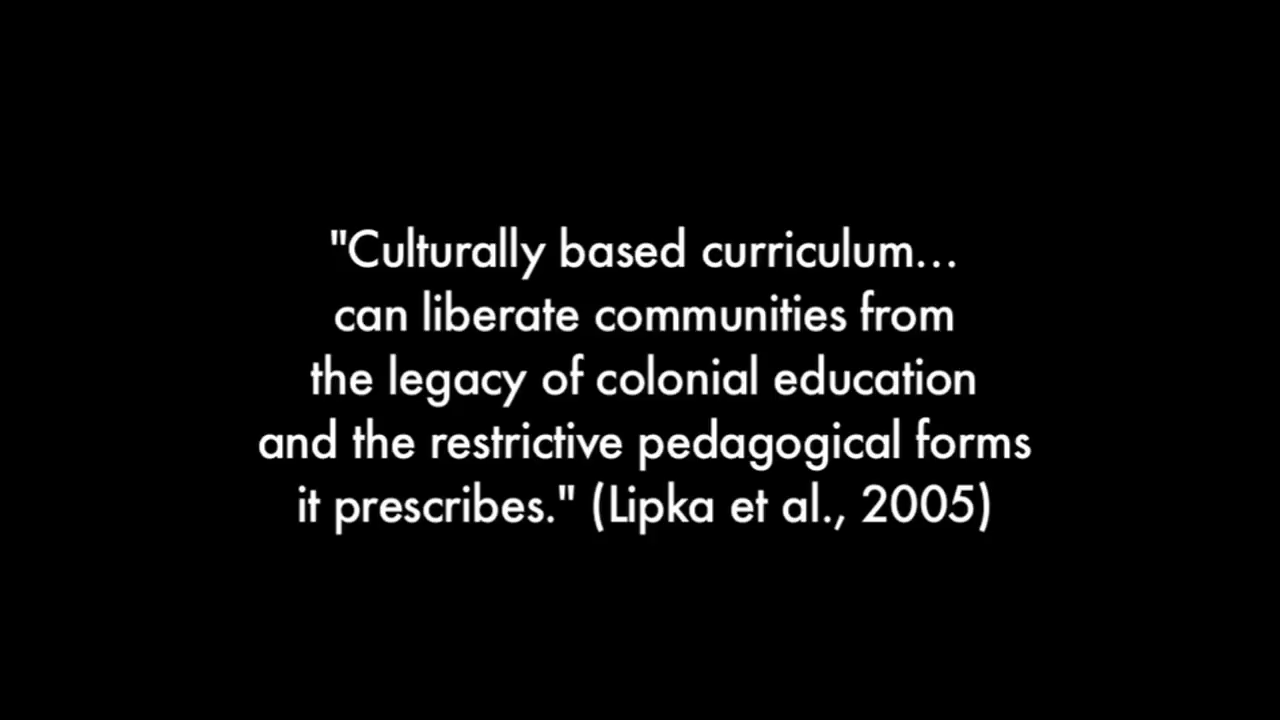 "Culturally based curriculum...
can liberate communities from
the legacy of colonial education
and the restrictive pedagogical forms
it prescribes." (Lipka et al., 2005)